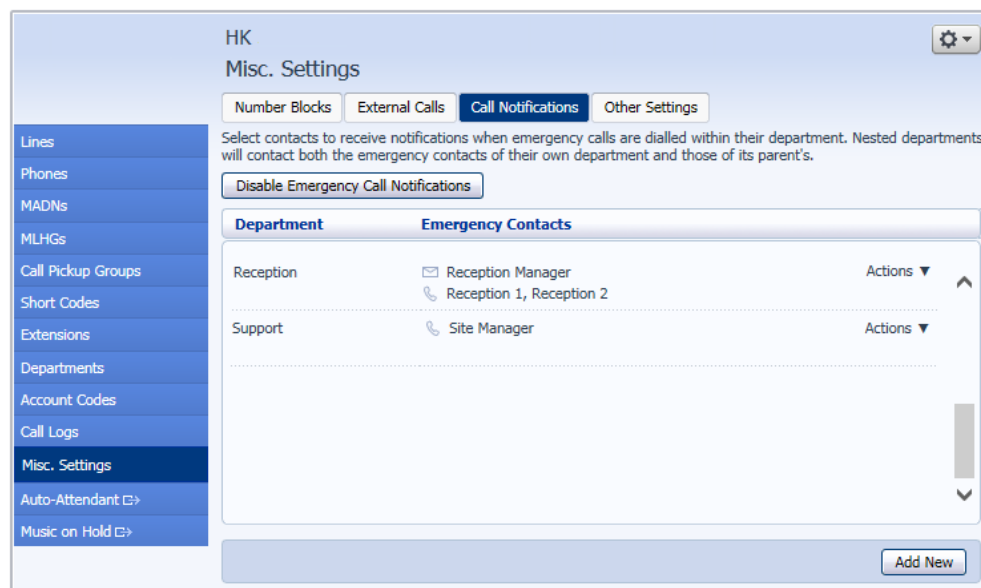 HK
Misc. Settings
Number Blocks External Calls Call Notifications Other Settings
Select contacts to receive notifications when emergency calls are dialled within their department. Nested departments
will contact both the emergency contacts of their own department and those of its parent's.
Disable Emergency Call Notifications
Department Emergency Contacts
Reception Reception Manager Actions ▼
Reception 1, Reception 2
Support Site Manager Actions ▼
Add New
Lines
Phones
MADNs
MLHGs
Call Pickup Groups
Short Codes
Extensions
Departments
Account Codes
Call Logs
Misc. Settings
Auto-Attendant
Music on Hold